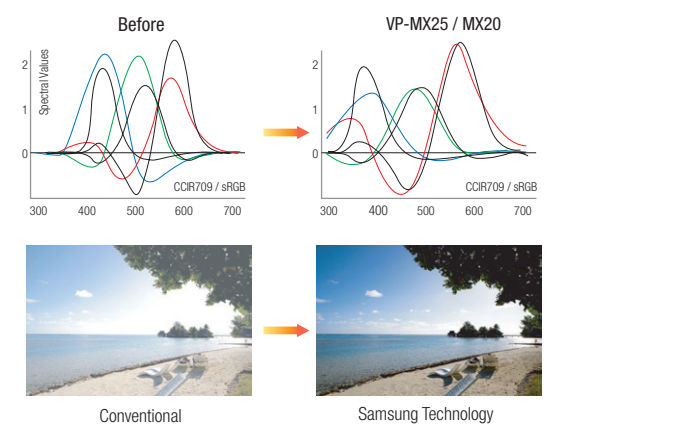 Before
VP-MX25 / MX20
Spectral Values
2
1
0
CCIR709 / sRGB
300 400 500 600 700
2
1
0
CCIR709 / sRGB
300 400 500 600 700
Conventional
Samsung Technology